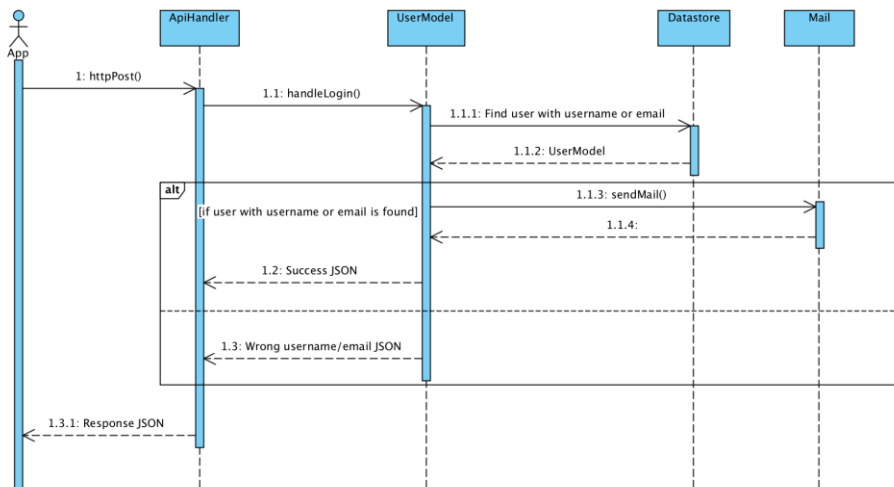 App
ApiHandler
UserModel
Datastore
Mail
1: httpPost()
1.1: handleLogin()
1.1.1: Find user with username or email
1.1.2: UserModel
alt
[if user with username or email is found]
1.1.3: sendMail()
1.1.4:
1.2: Success JSON
1.3: Wrong username/email JSON
1.3.1: Response JSON